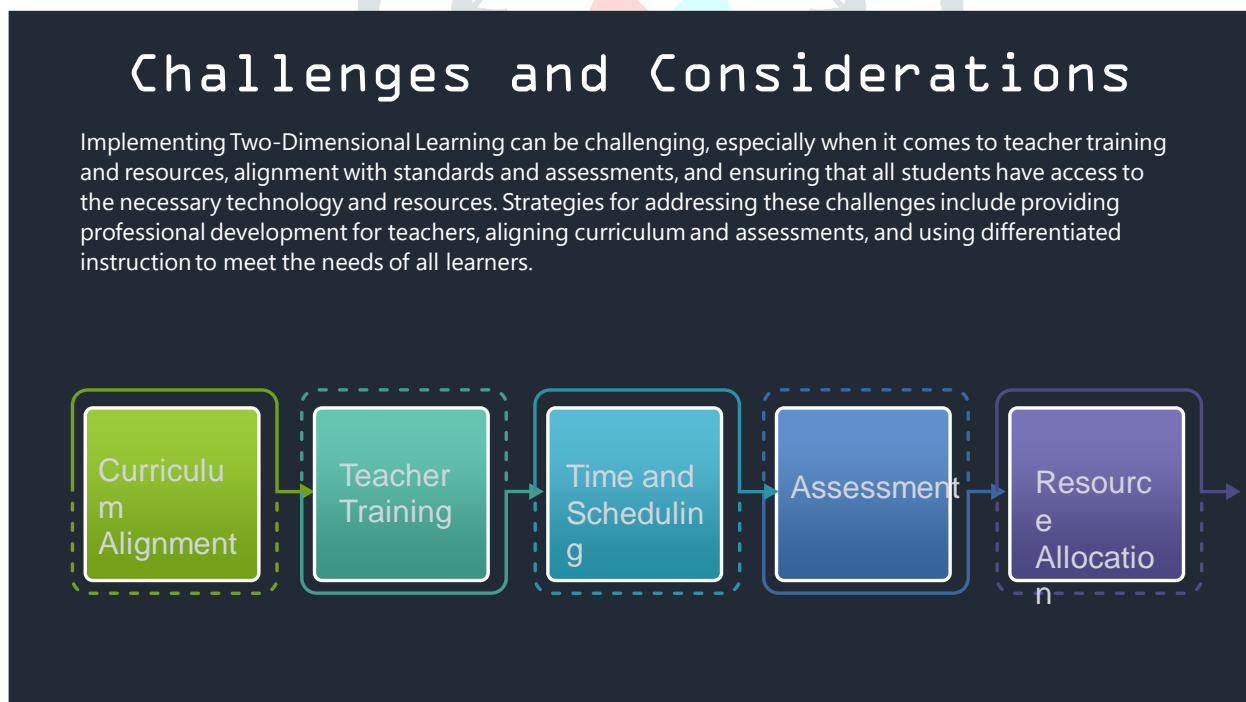 Challenges and Considerations
Implementing Two-Dimensional Learning can be challenging, especially when it comes to teacher training
and resources, alignment with standards and assessments, and ensuring that all students have access to
the necessary technology and resources. Strategies for addressing these challenges include providing
professional development for teachers, aligning curriculum and assessments, and using differentiated
instruction to meet the needs of all learners.
Curriculu
m
Alignment
Teacher
Training
Time and
Schedulin
g
Assessment
Resourc
e
Allocatio
n